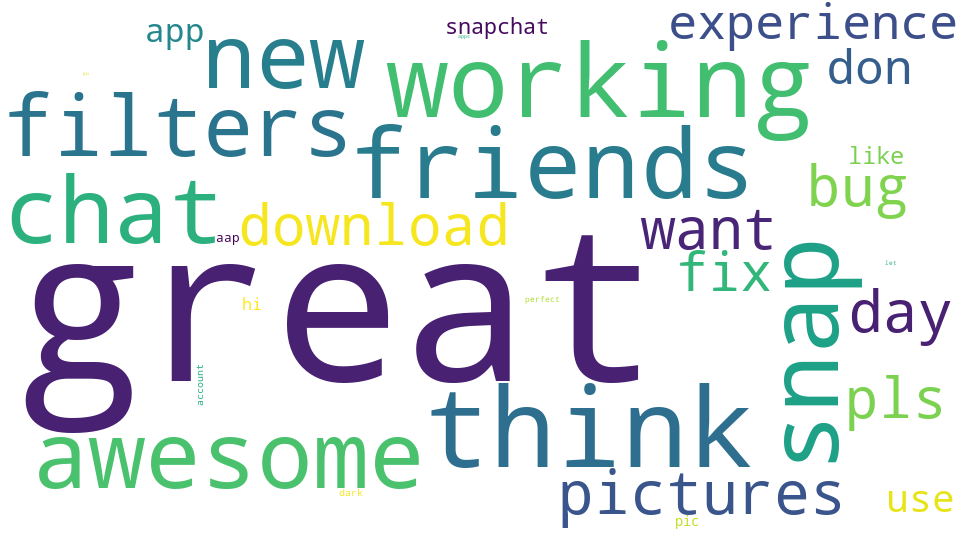 snapchat
experience
app
new
apps
working
don
filters
friends
like
bug
chat
download
want
aap
great
fix
snap
let
day
hi
perfect
account
think
pls
awesome
pictures
use
dark
pic